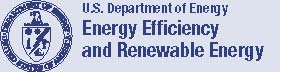 U.S. Department of Energy
Energy Efficiency
and Renewable Energy